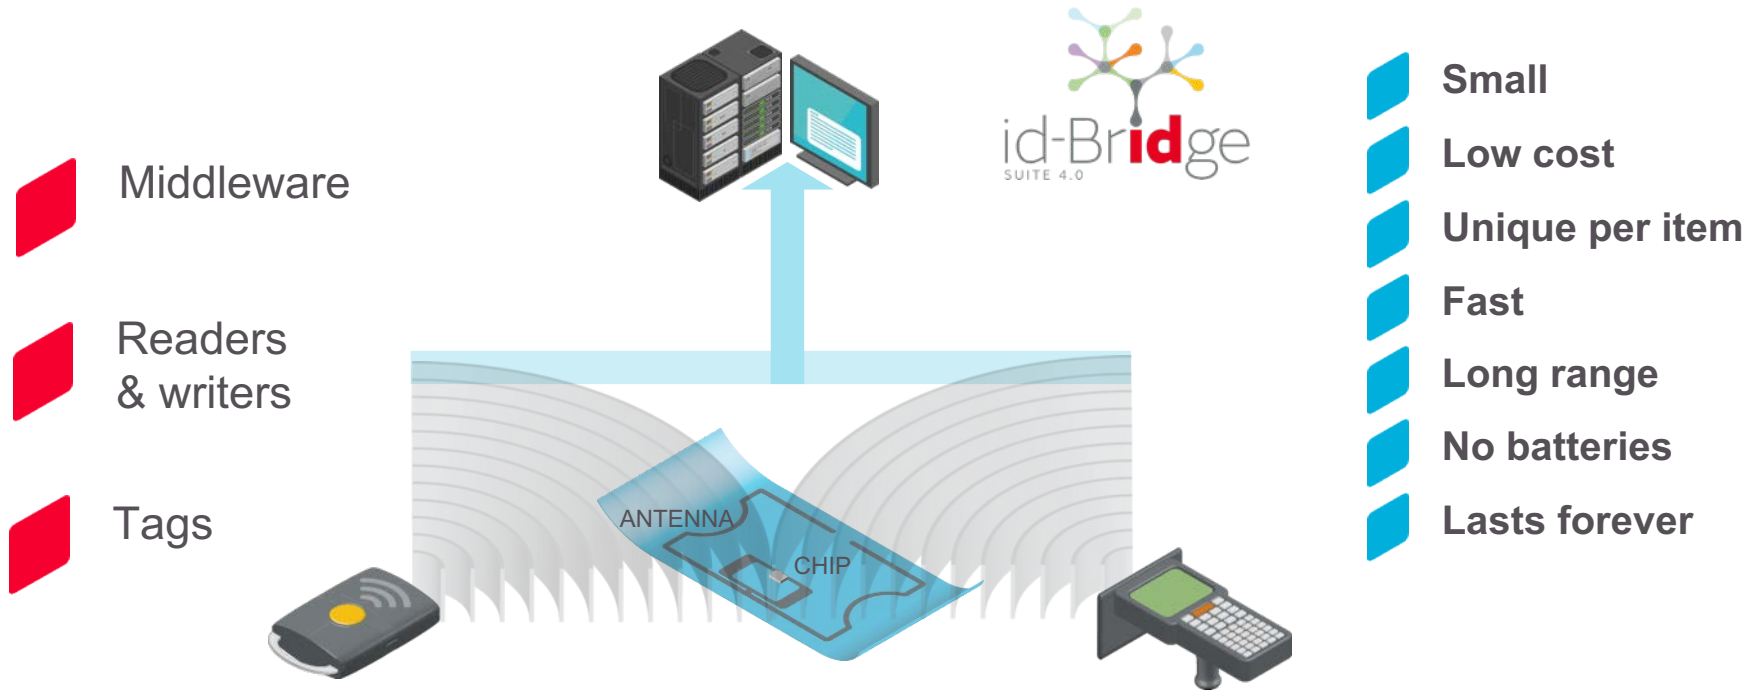 Middleware
Readers
& writers
Tags
id-Bridge
SUITE 4.0
ANTENNA
CHIP
Small
Low cost
Unique per item
Fast
Long range
No batteries
Lasts forever